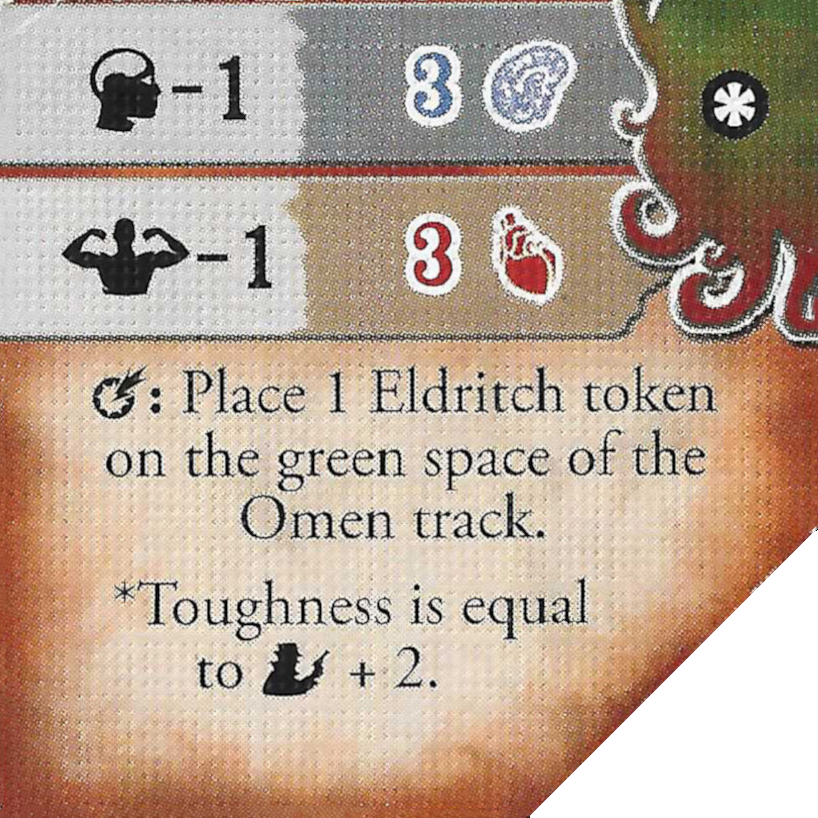 -1 3
-1 3
: Place 1 Eldritch token
on the green space of the
Omen track.
*Toughness is equal
to + 2.